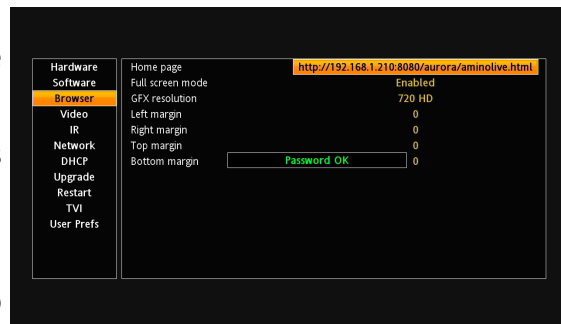 Hardware
Software
Browser
Video
IR
Network
DHCP
Upgrade
Restart
TVI
User Prefs
Home page http://192.168.1.210:8080/aurora/aminolive.html
Full screen mode Enabled
GFX resolution 720 HD
Left margin 0
Right margin 0
Top margin 0
Bottom margin 0
Password OK